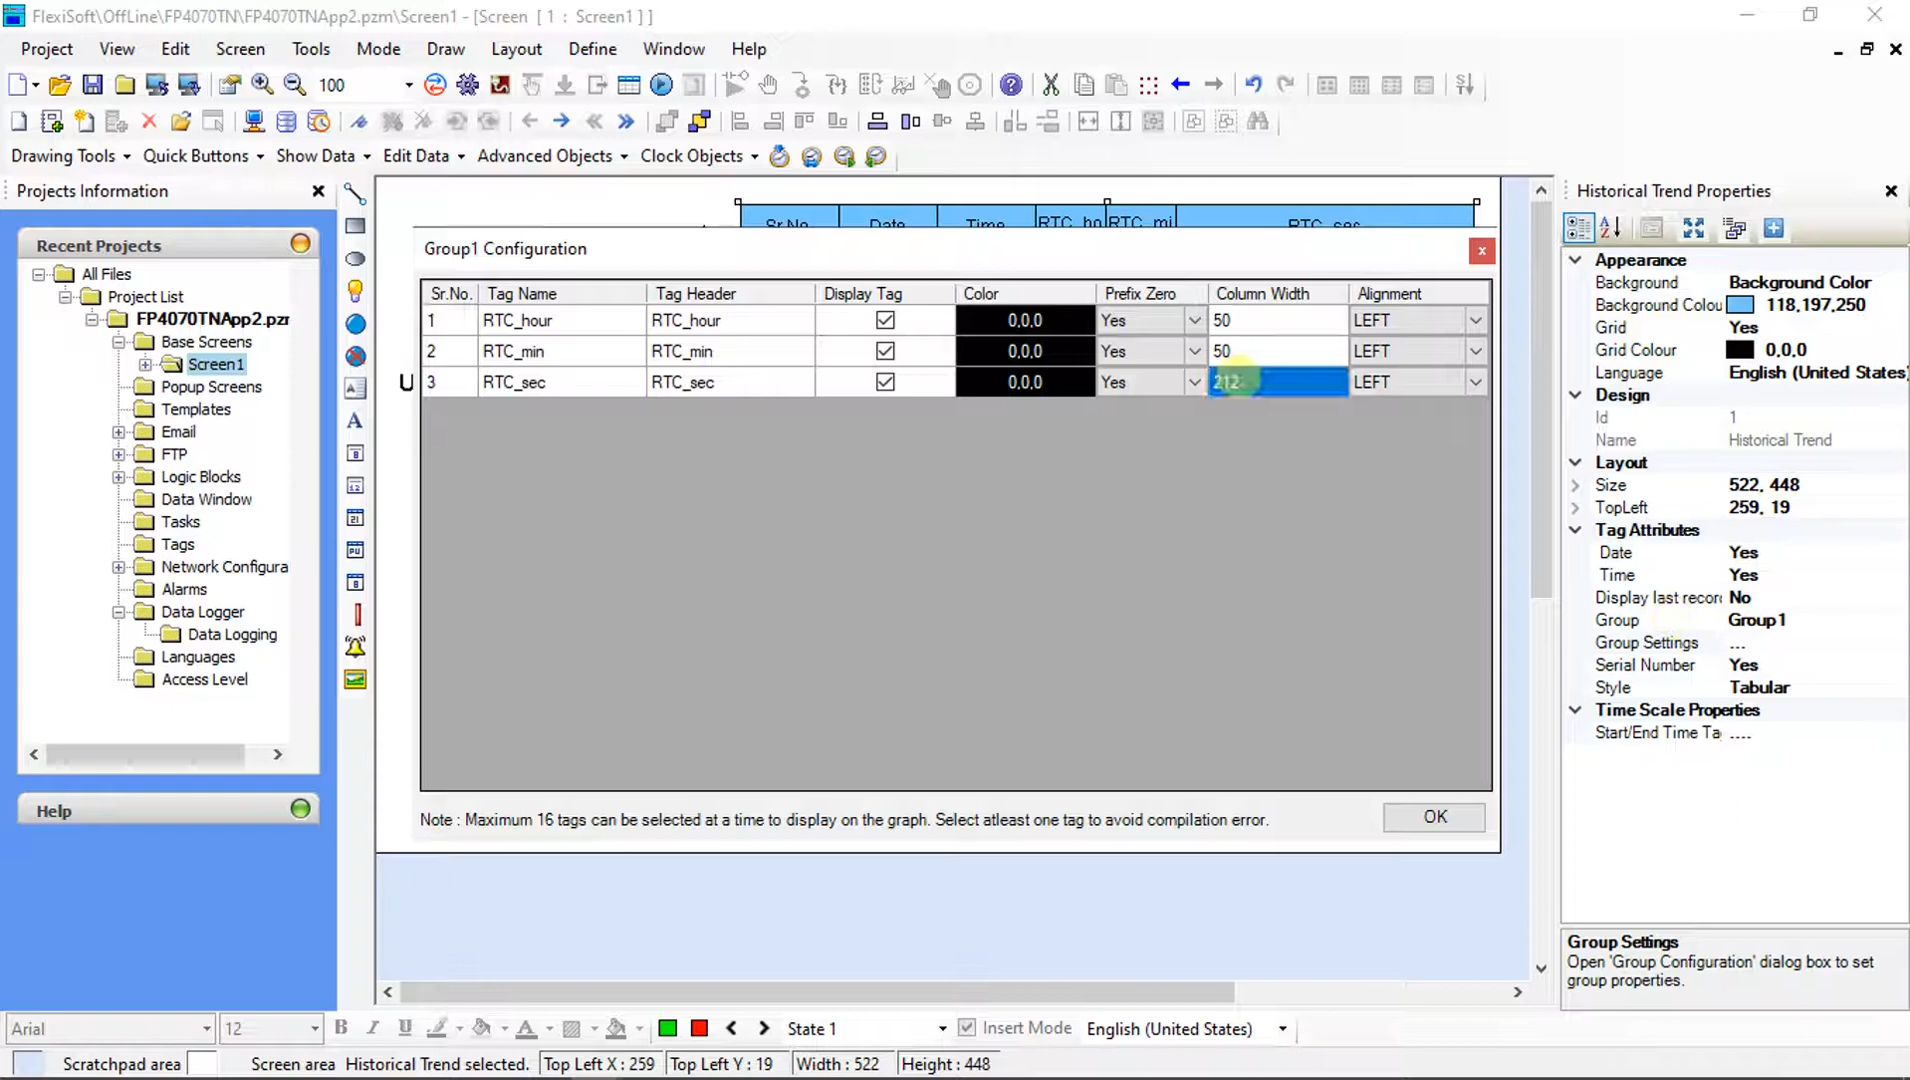 FlexiSoft\OffLine\FP4070TN\FP4070TNApp2.pzm\Screen1 - [Screen [ 1 : Screen1 ] ]
Project View Edit Screen Tools Mode Draw Layout Define Window Help
100
Drawing Tools Quick Buttons Show Data Edit Data Advanced Objects Clock Objects
Projects Information
Recent Projects
All Files
Project List
FP4070TNApp2.pzm
Base Screens
Screen1
Popup Screens
Templates
Email
FTP
Logic Blocks
Data Window
Tasks
Tags
Network Configura
Alarms
Data Logger
Data Logging
Languages
Access Level
Help
Sr.No. Date Time RTC_ho RTC_mi RTC_sec
U
Group1 Configuration
Sr.No. Tag Name Tag Header Display Tag Color Prefix Zero Column Width Alignment
1 RTC_hour RTC_hour 0,0,0 Yes 50 LEFT
2 RTC_min RTC_min 0,0,0 Yes 50 LEFT
3 RTC_sec RTC_sec 0,0,0 Yes 212 LEFT
Note : Maximum 16 tags can be selected at a time to display on the graph. Select atleast one tag to avoid compilation error.
OK
Historical Trend Properties
Appearance
Background Background Color
Background Colou 118,197,250
Grid Yes
Grid Colour 0,0,0
Language English (United States)
Design
Id 1
Name Historical Trend
Layout
Size 522, 448
TopLeft 259, 19
Tag Attributes
Date Yes
Time Yes
Display last recor No
Group Group1
Group Settings ...
Serial Number Yes
Style Tabular
Time Scale Properties
Start/End Time Ta ....
Group Settings
Open 'Group Configuration' dialog box to set group properties.
Arial 12 B I U A State 1 Insert Mode English (United States)
Scratchpad area Screen area Historical Trend selected. Top Left X : 259 Top Left Y : 19 Width : 522 Height : 448